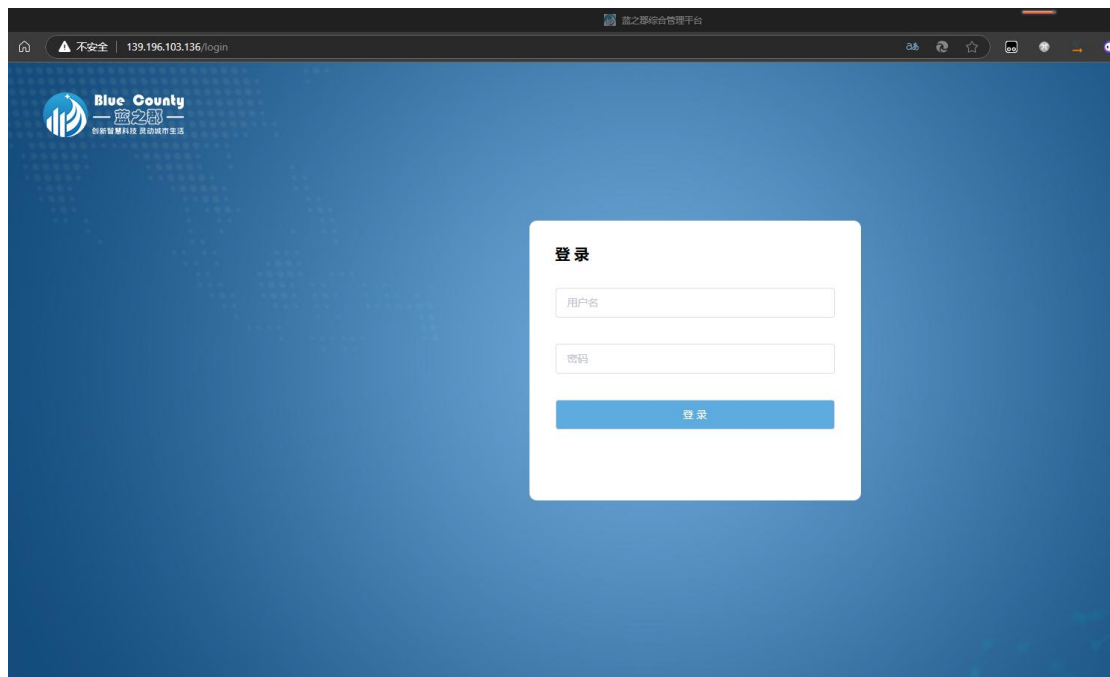 蓝之郡综合管理平台
不安全 | 139.196.103.136/login
aあ
Blue County
蓝之郡
创新智慧科技 灵动城市生活
登录
用户名
密码
登录